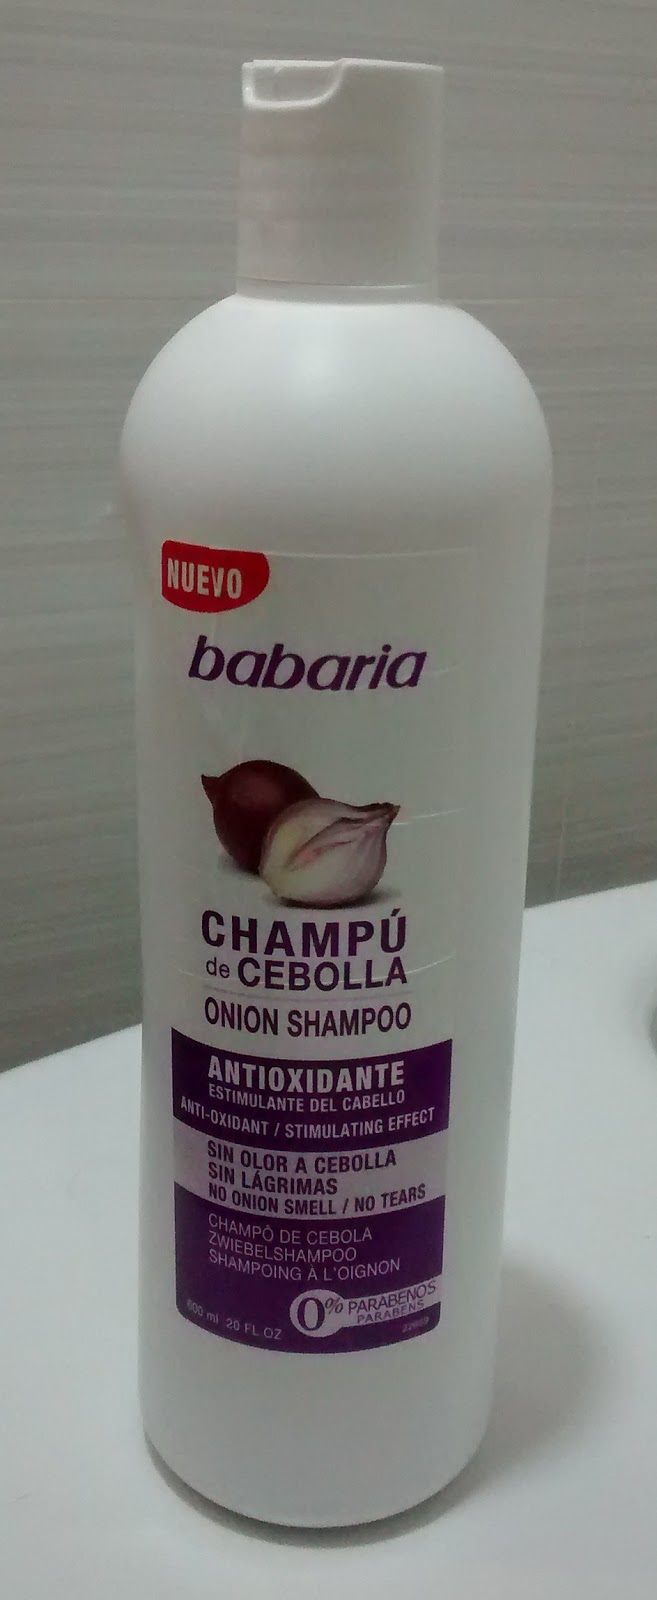 NUEVO
babaria
CHAMPÚ
de CEBOLLA
ONION SHAMPOO
ANTIOXIDANTE
ESTIMULANTE DEL CABELLO
ANTI-OXIDANT / STIMULATING EFFECT
SIN OLOR A CEBOLLA
SIN LÁGRIMAS
NO ONION SMELL / NO TEARS
CHAMPÔ DE CEBOLA
ZWIEBELSHAMPOO
SHAMPOING À L'OIGNON
0% PARABENOS
PARABENS
600 ml 20 FL OZ